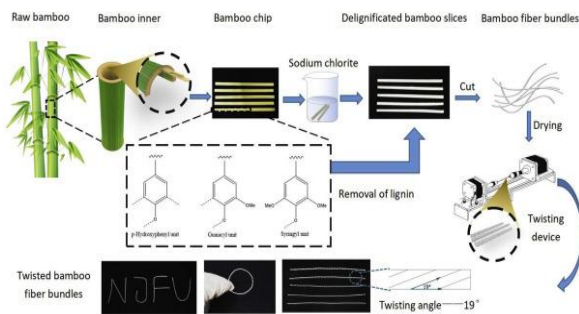 Raw bamboo
Bamboo inner
Bamboo chip
Delignificated bamboo slices
Bamboo fiber bundles
Sodium chlorite
Cut
Drying
OMe
MeO
OMe
p-Hydroxyphenyl unit
Guaiacyl unit
Syringyl unit
Removal of lignin
Twisting
device
Twisted bamboo
fiber bundles
NJFU
19°
Twisting angle ——19°